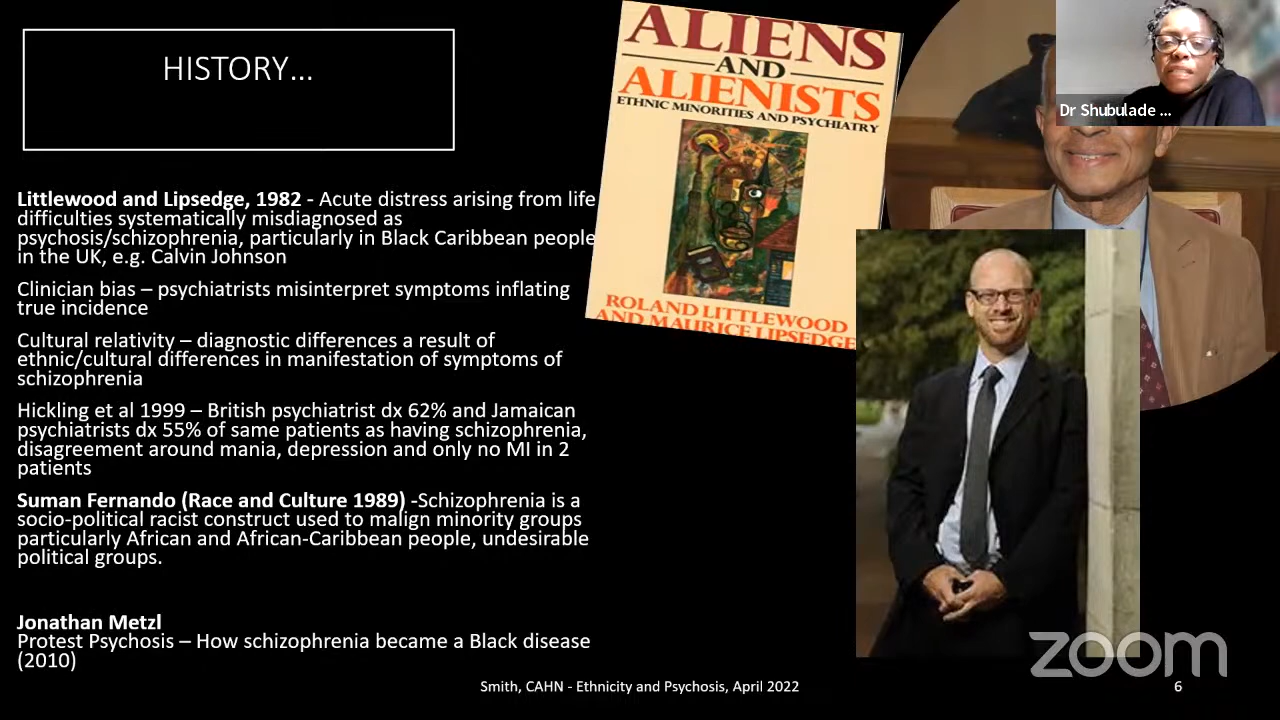 HISTORY...
Littlewood and Lipsedge, 1982 - Acute distress arising from life
difficulties systematically misdiagnosed as
psychosis/schizophrenia, particularly in Black Caribbean people
in the UK, e.g. Calvin Johnson
Clinician bias – psychiatrists misinterpret symptoms inflating
true incidence
Cultural relativity – diagnostic differences a result of
ethnic/cultural differences in manifestation of symptoms of
schizophrenia
Hickling et al 1999 – British psychiatrist dx 62% and Jamaican
psychiatrists dx 55% of same patients as having schizophrenia,
disagreement around mania, depression and only no MI in 2
patients
Suman Fernando (Race and Culture 1989) -Schizophrenia is a
socio-political racist construct used to malign minority groups
particularly African and African-Caribbean people, undesirable
political groups.
Jonathan Metzl
Protest Psychosis – How schizophrenia became a Black disease
(2010)
ALIENS
AND
ALIENISTS
ETHNIC MINORITIES AND PSYCHIATRY
ROLAND LITTLEWOOD
AND MAURICE LIPSEDGE
Dr Shubulade ...
zoom
Smith, CAHN - Ethnicity and Psychosis, April 2022
6